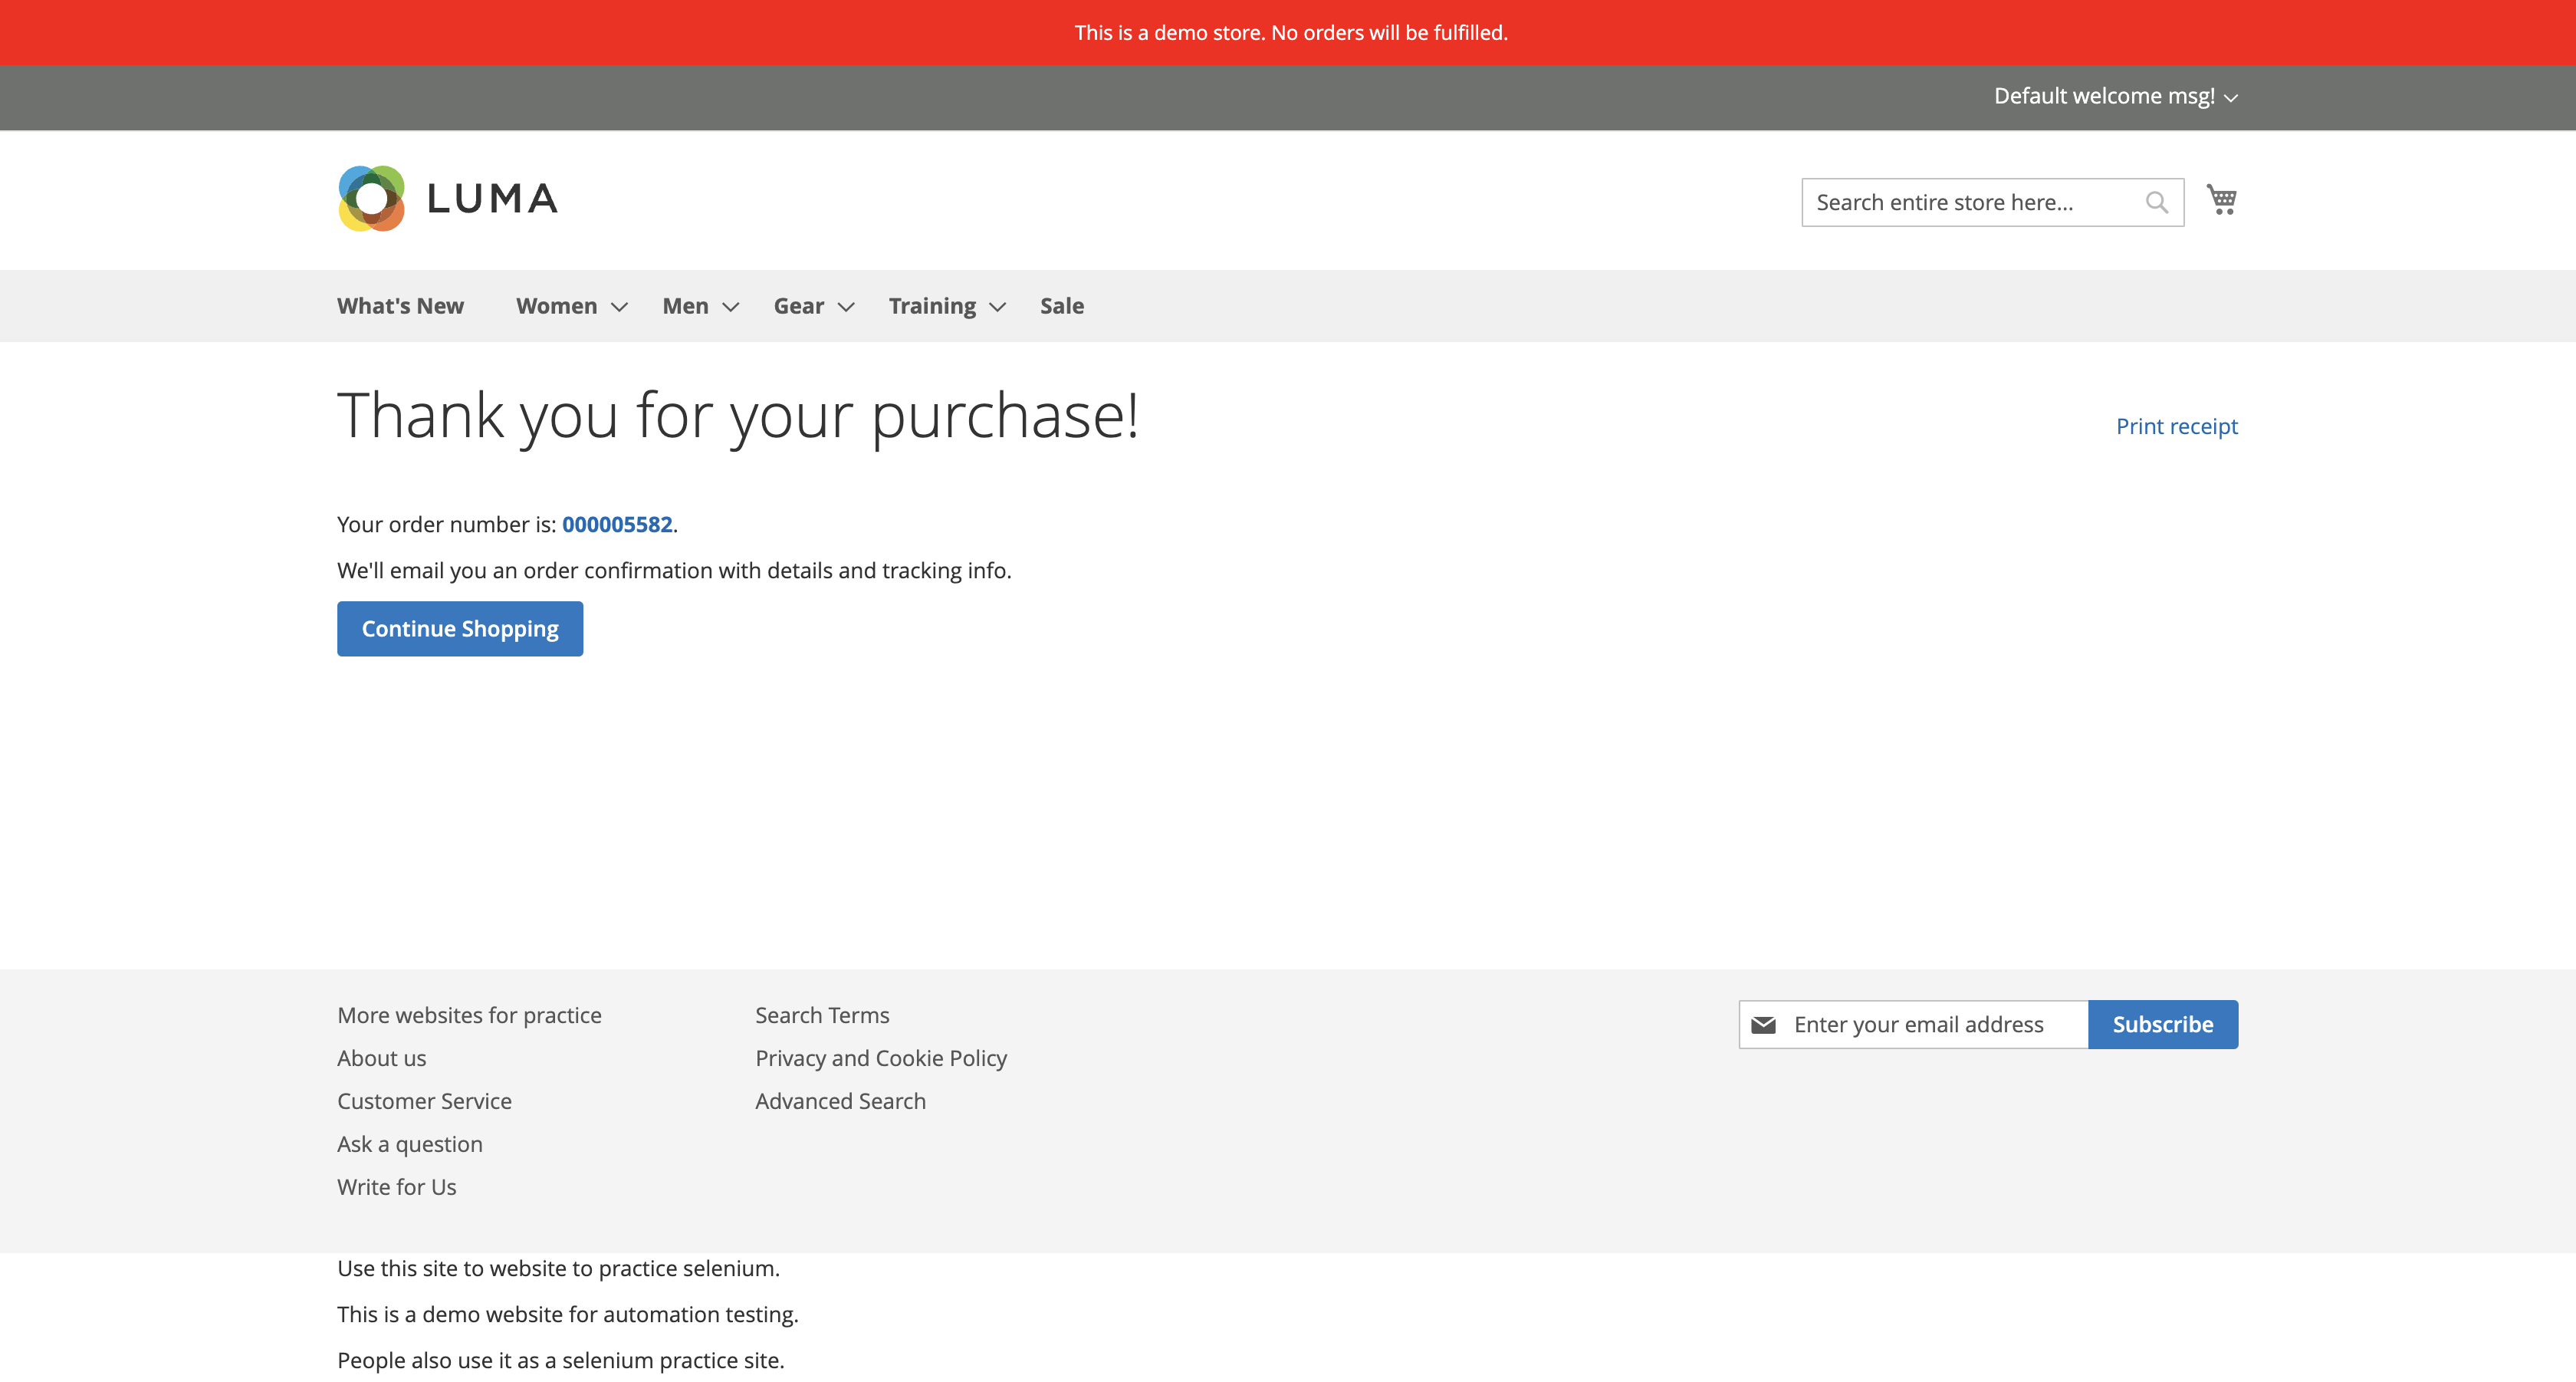 This is a demo store. No orders will be fulfilled.
Default welcome msg!
LUMA
Search entire store here...
What's New Women Men Gear Training Sale
Thank you for your purchase!
Print receipt
Your order number is: 000005582.
We'll email you an order confirmation with details and tracking info.
Continue Shopping
More websites for practice
About us
Customer Service
Ask a question
Write for Us
Search Terms
Privacy and Cookie Policy
Advanced Search
Enter your email address
Subscribe
Use this site to website to practice selenium.
This is a demo website for automation testing.
People also use it as a selenium practice site.